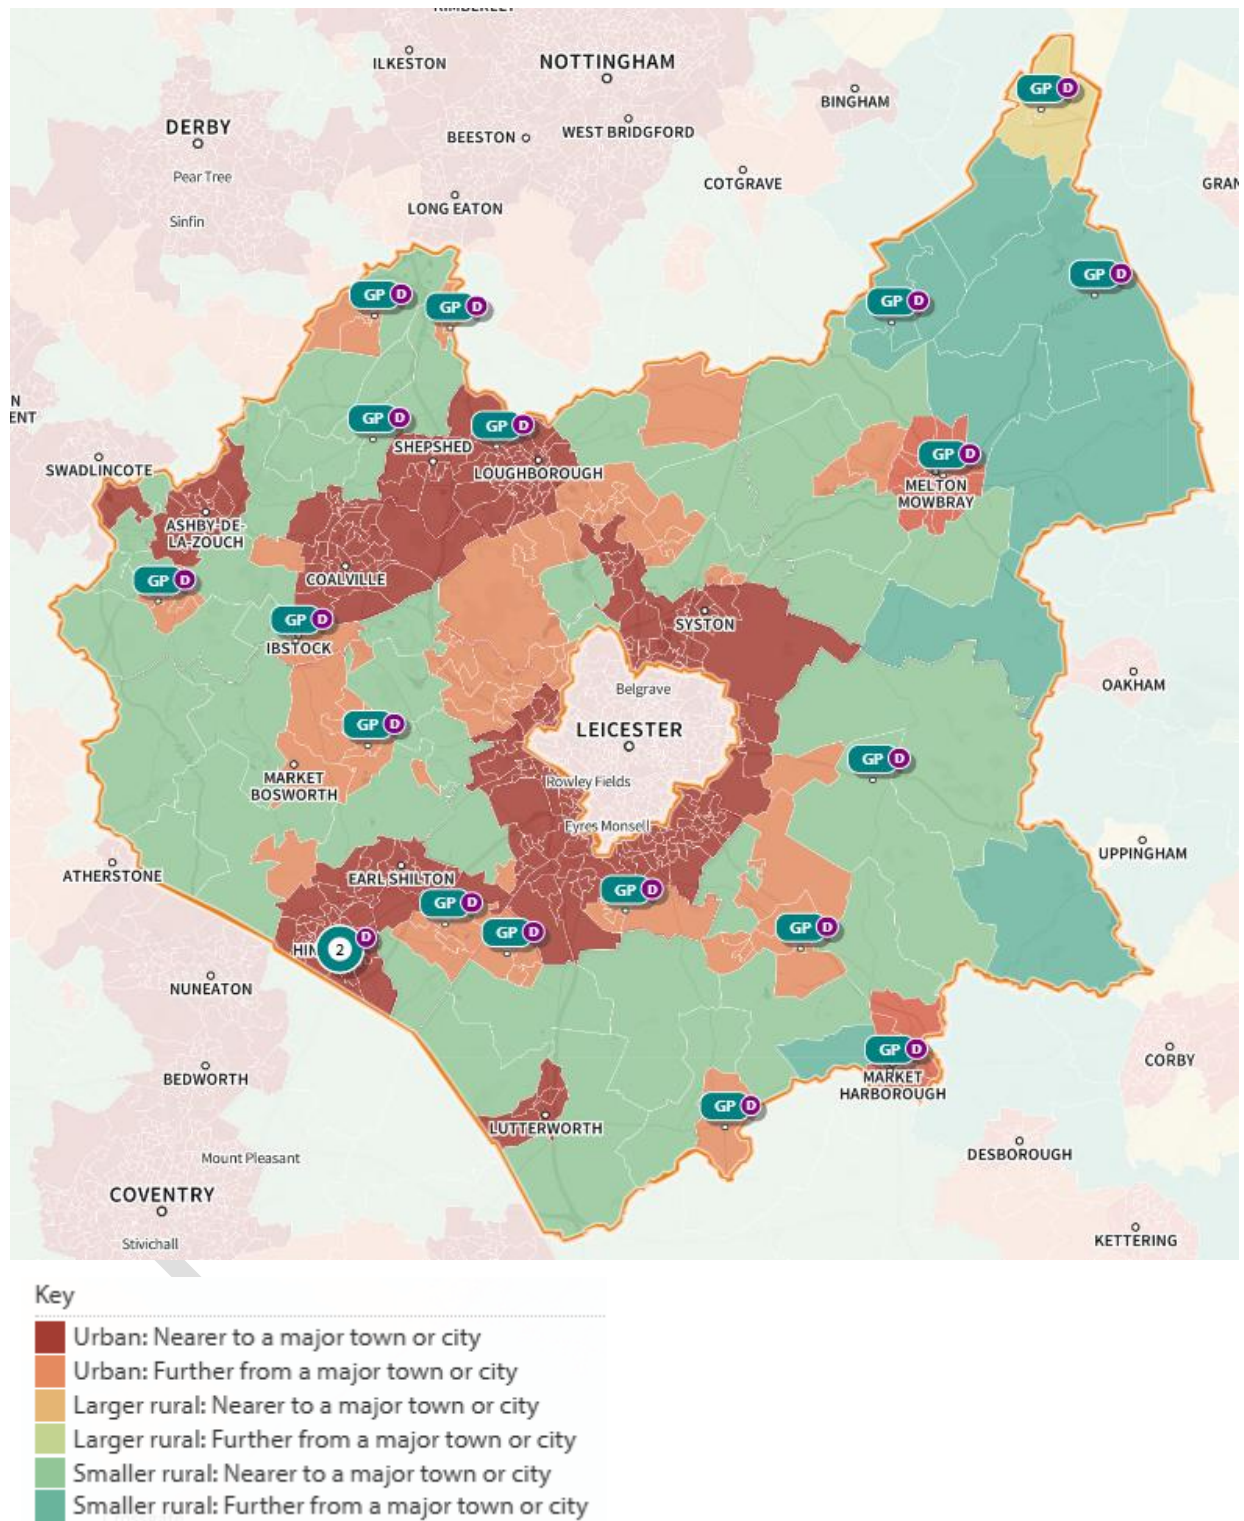 KIMBERLEY
ILKESTON
NOTTINGHAM
BINGHAM
GP D
DERBY
BEESTON
WEST BRIDGFORD
Pear Tree
COTGRAVE
GRAN
LONG EATON
Sinfin
GP D
GP D
GP D
GP D
N
ENT
GP D
GP D
SHEPSHED
LOUGHBOROUGH
GP D
MELTON
MOWBRAY
SWADLINCOTE
ASHBY-DE-
LA-ZOUCH
COALVILLE
GP D
GP D
IBSTOCK
SYSTON
OAKHAM
Belgrave
LEICESTER
GP D
GP D
MARKET
BOSWORTH
Rowley Fields
Eyres Monsell
UPPINGHAM
ATHERSTONE
EARL SHILTON
GP D
GP D
GP D
GP D
HIN
2 D
NUNEATON
GP D
MARKET
HARBOROUGH
CORBY
BEDWORTH
GP D
LUTTERWORTH
DESBOROUGH
Mount Pleasant
COVENTRY
Stivichall
KETTERING
Key
Urban: Nearer to a major town or city
Urban: Further from a major town or city
Larger rural: Nearer to a major town or city
Larger rural: Further from a major town or city
Smaller rural: Nearer to a major town or city
Smaller rural: Further from a major town or city